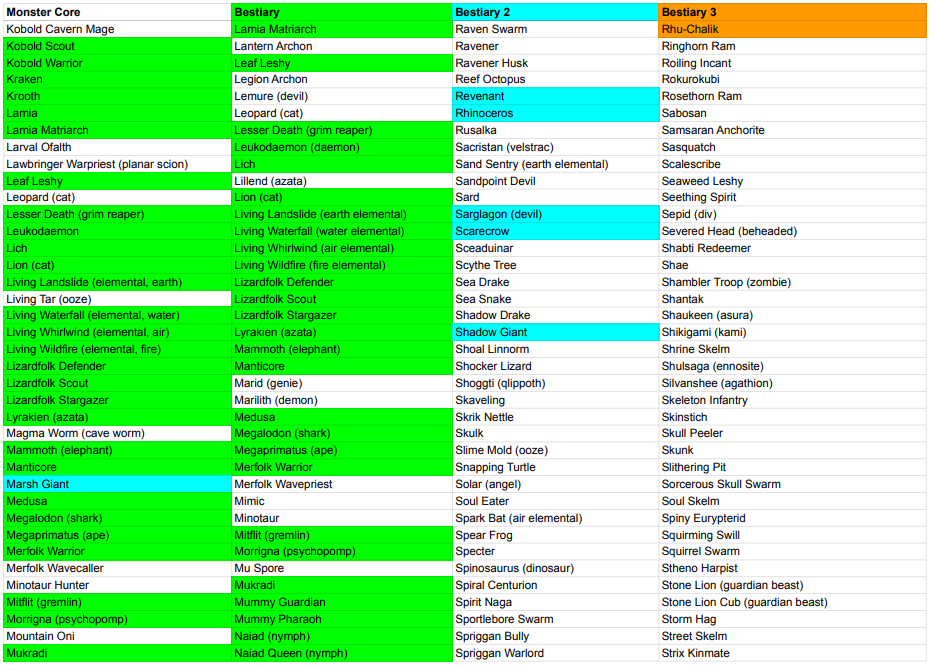 Monster Core Bestiary Bestiary 2 Bestiary 3
Kobold Cavern Mage Lamia Matriarch Raven Swarm Rhu-Chalik
Kobold Scout Lantern Archon Ravener Ringhorn Ram
Kobold Warrior Leaf Leshy Ravener Husk Roiling Incant
Kraken Legion Archon Reef Octopus Rokurokubi
Krooth Lemure (devil) Revenant Rosethorn Ram
Lamia Leopard (cat) Rhinoceros Sabosan
Lamia Matriarch Lesser Death (grim reaper) Rusalka Samsaran Anchorite
Larval Ofalth Leukodaemon (daemon) Sacristan (velstrac) Sasquatch
Lawbringer Warpriest (planar scion) Lich Sand Sentry (earth elemental) Scalescribe
Leaf Leshy Lillend (azata) Sandpoint Devil Seaweed Leshy
Leopard (cat) Lion (cat) Sard Seething Spirit
Lesser Death (grim reaper) Living Landslide (earth elemental) Sarglagon (devil) Sepid (div)
Leukodaemon Living Waterfall (water elemental) Scarecrow Severed Head (beheaded)
Lich Living Whirlwind (air elemental) Sceaduinar Shabti Redeemer
Lion (cat) Living Wildfire (fire elemental) Scythe Tree Shae
Living Landslide (elemental, earth) Lizardfolk Defender Sea Drake Shambler Troop (zombie)
Living Tar (ooze) Lizardfolk Scout Sea Snake Shantak
Living Waterfall (elemental, water) Lizardfolk Stargazer Shadow Drake Shaukeen (asura)
Living Whirlwind (elemental, air) Lyrakien (azata) Shadow Giant Shikigami (kami)
Living Wildfire (elemental, fire) Mammoth (elephant) Shoal Linnorm Shrine Skelm
Lizardfolk Defender Manticore Shocker Lizard Shulsaga (ennosite)
Lizardfolk Scout Marid (genie) Shoggti (qlippoth) Silvanshee (agathion)
Lizardfolk Stargazer Marilith (demon) Skaveling Skeleton Infantry
Lyrakien (azata) Medusa Skrik Nettle Skinstich
Magma Worm (cave worm) Megalodon (shark) Skulk Skull Peeler
Mammoth (elephant) Megaprimatus (ape) Slime Mold (ooze) Skunk
Manticore Merfolk Warrior Snapping Turtle Slithering Pit
Marsh Giant Merfolk Wavepriest Solar (angel) Sorcerous Skull Swarm
Medusa Mimic Soul Eater Soul Skelm
Megalodon (shark) Minotaur Spark Bat (air elemental) Spiny Eurypterid
Megaprimatus (ape) Mitflit (gremlin) Spear Frog Squirming Swill
Merfolk Warrior Morrigna (psychopomp) Specter Squirrel Swarm
Merfolk Wavecaller Mu Spore Spinosaurus (dinosaur) Stheno Harpist
Minotaur Hunter Mukradi Spiral Centurion Stone Lion (guardian beast)
Mitflit (gremlin) Mummy Guardian Spirit Naga Stone Lion Cub (guardian beast)
Morrigna (psychopomp) Mummy Pharaoh Sportlebore Swarm Storm Hag
Mountain Oni Naiad (nymph) Spriggan Bully Street Skelm
Mukradi Naiad Queen (nymph) Spriggan Warlord Strix Kinmate